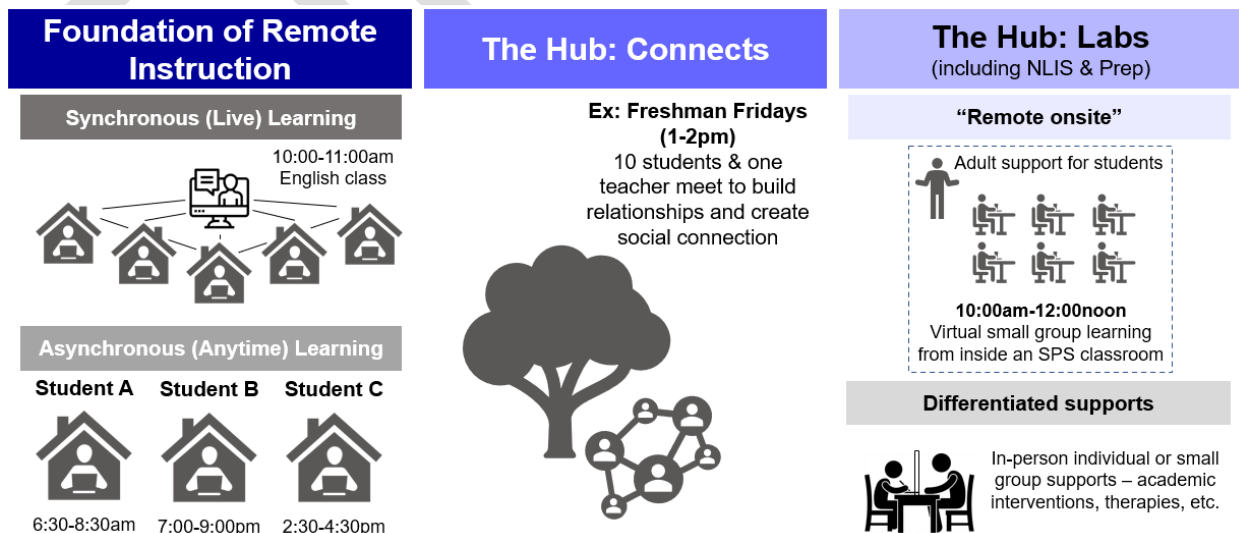 Foundation of Remote
Instruction
Synchronous (Live) Learning
10:00-11:00am
English class
Asynchronous (Anytime) Learning
Student A
Student B
Student C
6:30-8:30am
7:00-9:00pm
2:30-4:30pm
The Hub: Connects
Ex: Freshman Fridays
(1-2pm)
10 students & one
teacher meet to build
relationships and create
social connection
The Hub: Labs
(including NLIS & Prep)
“Remote onsite”
Adult support for students
10:00am-12:00noon
Virtual small group learning
from inside an SPS classroom
Differentiated supports
In-person individual or small
group supports – academic
interventions, therapies, etc.